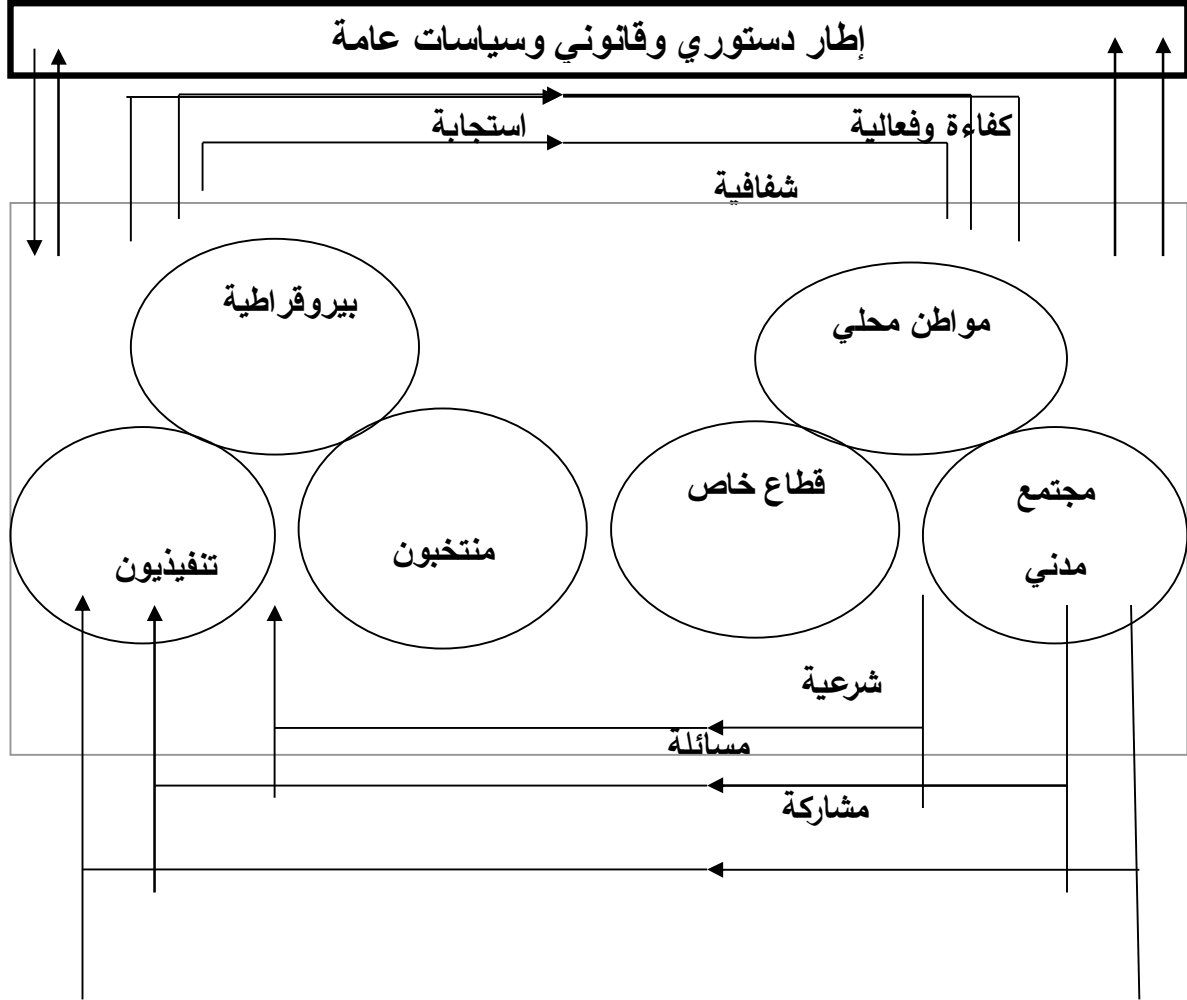 إطار دستوري وقانوني وسياسات عامة
كفاءة وفعالية
استجابة
شفافية
مواطن محلي
بيروقراطية
مجتمع
مدني
قطاع خاص
منتخبون
تنفيذيون
شرعية
مسائلة
مشاركة